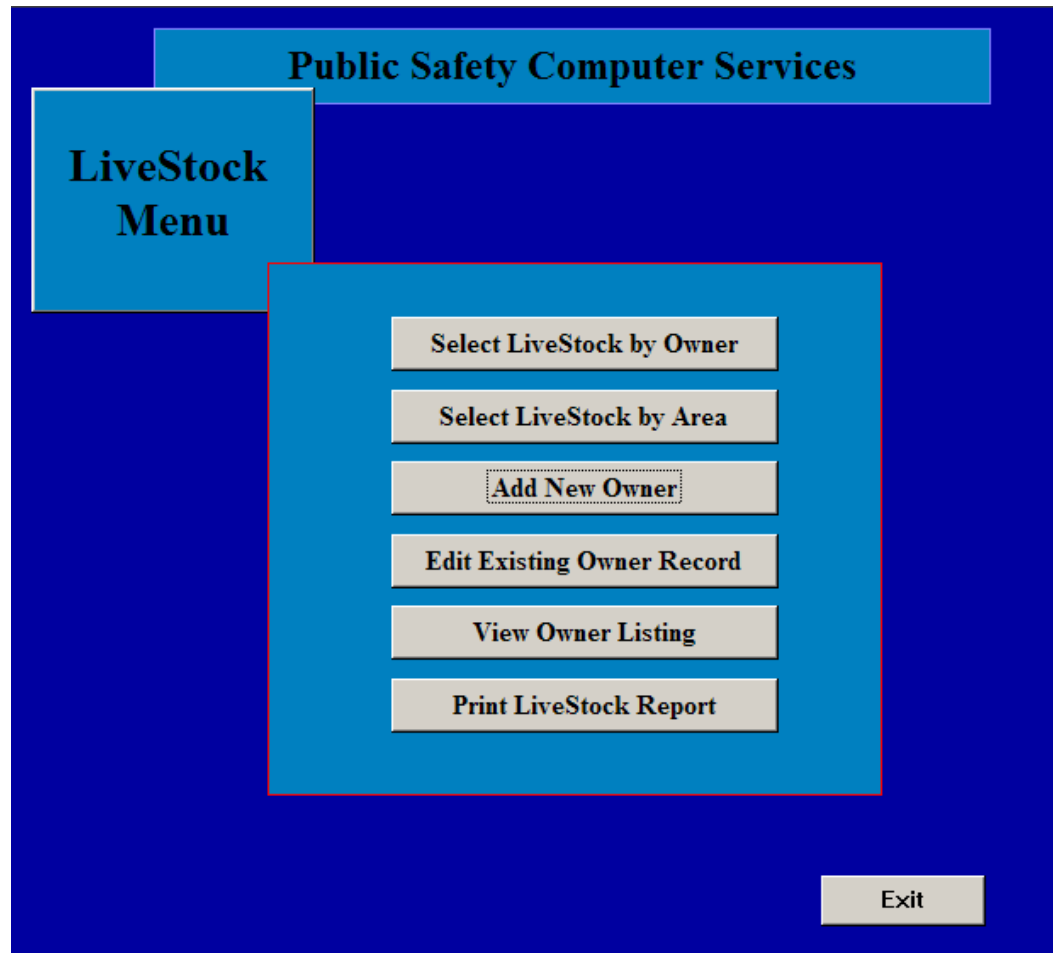 Public Safety Computer Services
LiveStock
Menu
Select LiveStock by Owner
Select LiveStock by Area
Add New Owner
Edit Existing Owner Record
View Owner Listing
Print LiveStock Report
Exit